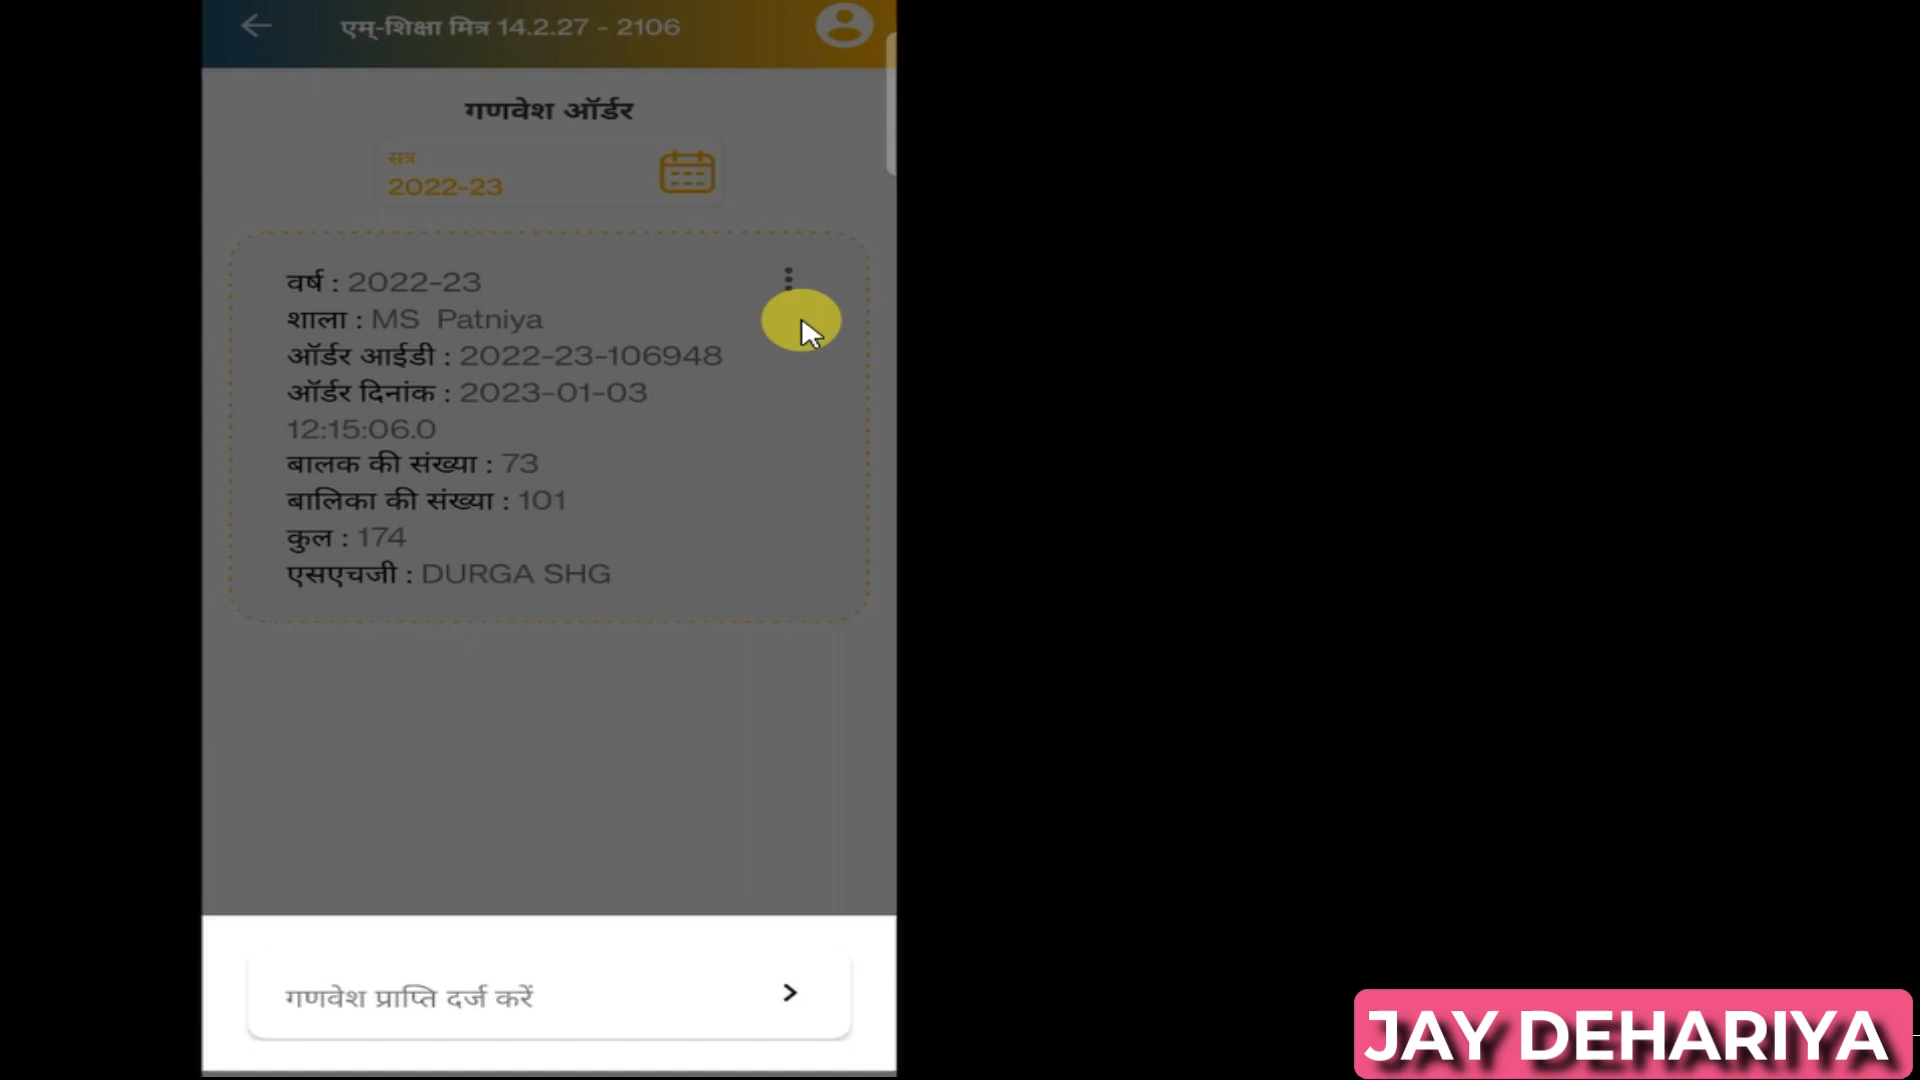 एम्-शिक्षा मित्र 14.2.27 - 2106
गणवेश ऑर्डर
सत्र
2022-23
वर्ष : 2022-23
शाला : MS Patniya
ऑर्डर आईडी : 2022-23-106948
ऑर्डर दिनांक : 2023-01-03
12:15:06.0
बालक की संख्या : 73
बालिका की संख्या : 101
कुल : 174
एसएचजी : DURGA SHG
गणवेश प्राप्ति दर्ज करें
JAY DEHARIYA